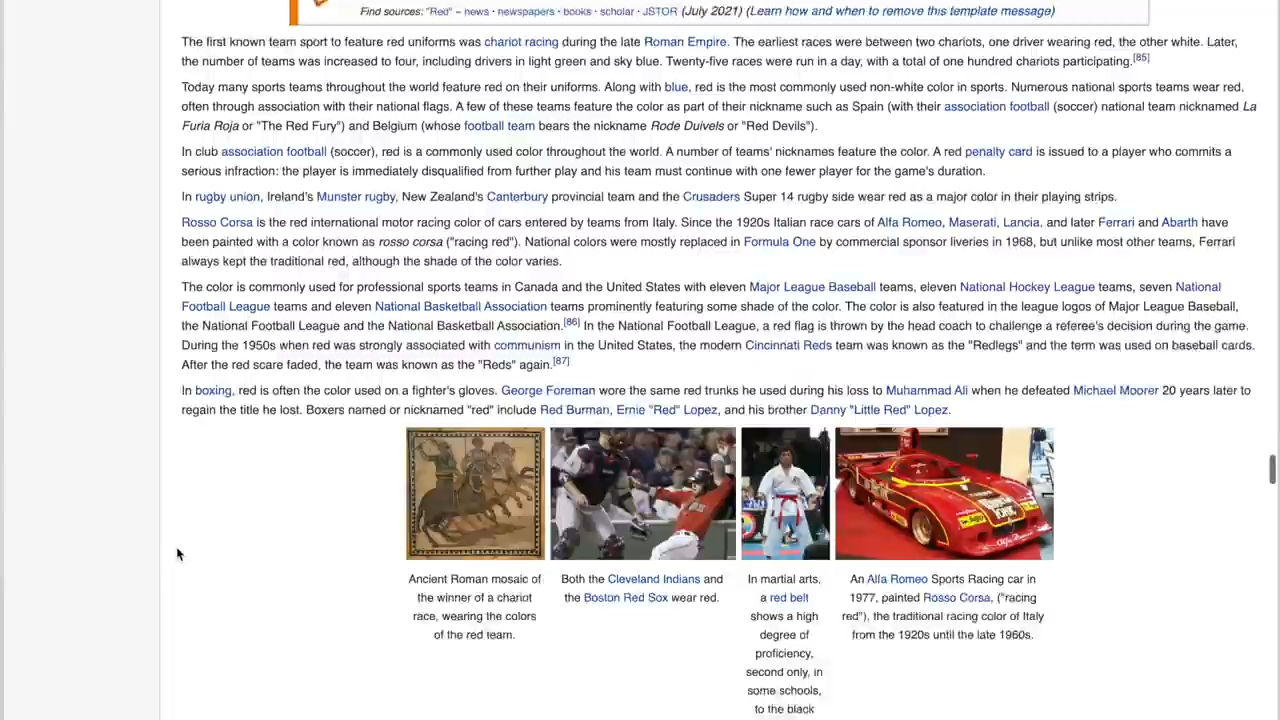 Find sources: "Red" – news · newspapers · books · scholar · JSTOR (July 2021) (Learn how and when to remove this template message)
The first known team sport to feature red uniforms was chariot racing during the late Roman Empire. The earliest races were between two chariots, one driver wearing red, the other white. Later,
the number of teams was increased to four, including drivers in light green and sky blue. Twenty-five races were run in a day, with a total of one hundred chariots participating.[85]
Today many sports teams throughout the world feature red on their uniforms. Along with blue, red is the most commonly used non-white color in sports. Numerous national sports teams wear red,
often through association with their national flags. A few of these teams feature the color as part of their nickname such as Spain (with their association football (soccer) national team nicknamed La
Furia Roja or "The Red Fury") and Belgium (whose football team bears the nickname Rode Duivels or "Red Devils").
In club association football (soccer), red is a commonly used color throughout the world. A number of teams' nicknames feature the color. A red penalty card is issued to a player who commits a
serious infraction: the player is immediately disqualified from further play and his team must continue with one fewer player for the game's duration.
In rugby union, Ireland's Munster rugby, New Zealand's Canterbury provincial team and the Crusaders Super 14 rugby side wear red as a major color in their playing strips.
Rosso Corsa is the red international motor racing color of cars entered by teams from Italy. Since the 1920s Italian race cars of Alfa Romeo, Maserati, Lancia, and later Ferrari and Abarth have
been painted with a color known as rosso corsa ("racing red"). National colors were mostly replaced in Formula One by commercial sponsor liveries in 1968, but unlike most other teams, Ferrari
always kept the traditional red, although the shade of the color varies.
The color is commonly used for professional sports teams in Canada and the United States with eleven Major League Baseball teams, eleven National Hockey League teams, seven National
Football League teams and eleven National Basketball Association teams prominently featuring some shade of the color. The color is also featured in the league logos of Major League Baseball,
the National Football League and the National Basketball Association.[86] In the National Football League, a red flag is thrown by the head coach to challenge a referee's decision during the game.
During the 1950s when red was strongly associated with communism in the United States, the modern Cincinnati Reds team was known as the "Redlegs" and the term was used on baseball cards.
After the red scare faded, the team was known as the "Reds" again.[87]
In boxing, red is often the color used on a fighter's gloves. George Foreman wore the same red trunks he used during his loss to Muhammad Ali when he defeated Michael Moorer 20 years later to
regain the title he lost. Boxers named or nicknamed "red" include Red Burman, Ernie "Red" Lopez, and his brother Danny "Little Red" Lopez.
Ancient Roman mosaic of
the winner of a chariot
race, wearing the colors
of the red team.
Both the Cleveland Indians and
the Boston Red Sox wear red.
In martial arts,
a red belt
shows a high
degree of
proficiency,
second only, in
some schools,
to the black
An Alfa Romeo Sports Racing car in
1977, painted Rosso Corsa, ("racing
red"), the traditional racing color of Italy
from the 1920s until the late 1960s.